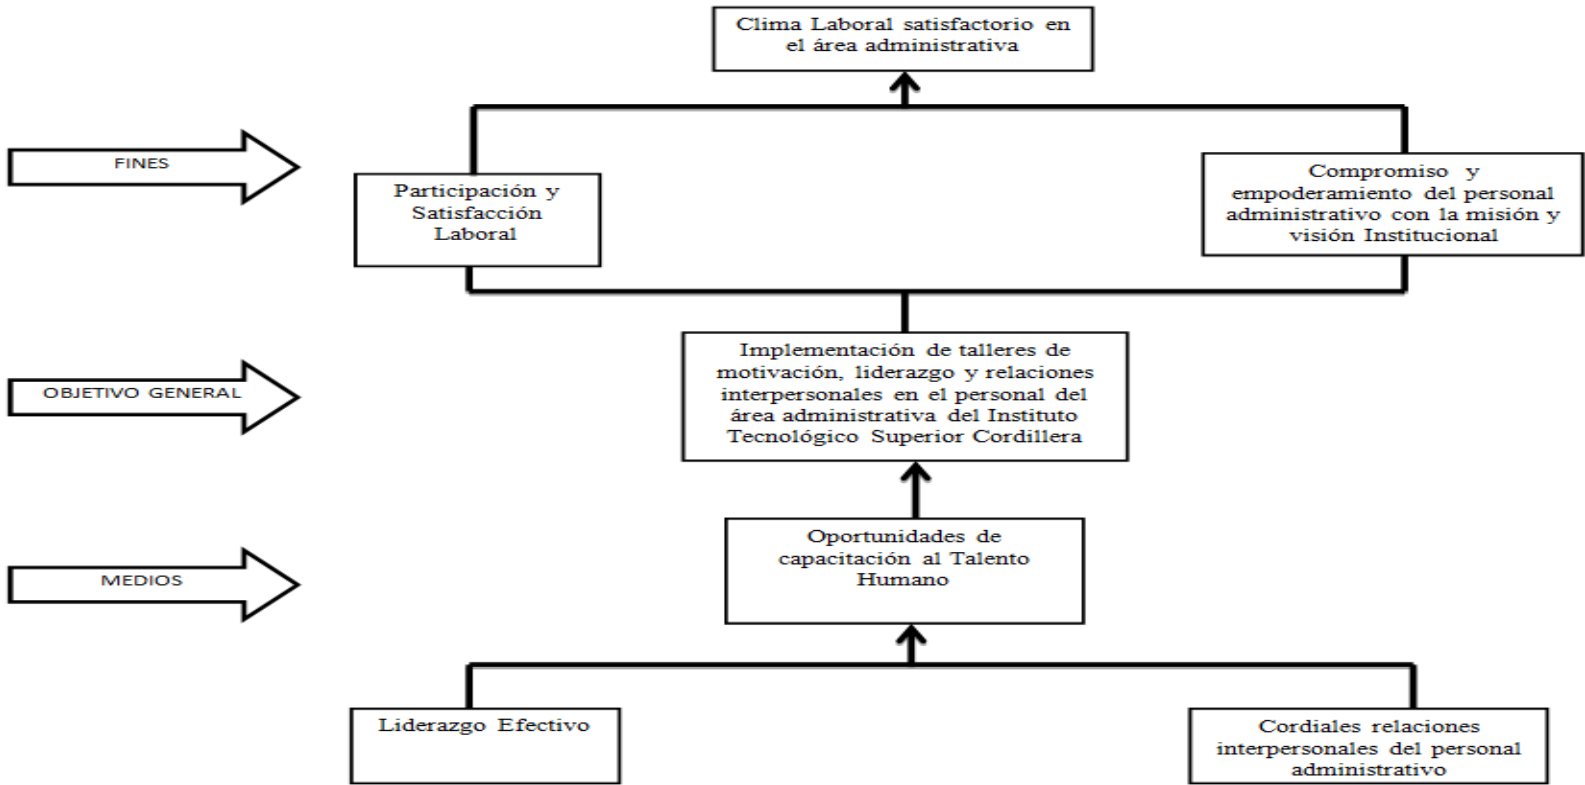 Clima Laboral satisfactorio en
el área administrativa
FINES
Participación y
Satisfacción
Laboral
Compromiso y
empoderamiento del personal
administrativo con la misión y
visión Institucional
OBJETIVO GENERAL
Implementación de talleres de
motivación, liderazgo y relaciones
interpersonales en el personal del
área administrativa del Instituto
Tecnológico Superior Cordillera
MEDIOS
Oportunidades de
capacitación al Talento
Humano
Liderazgo Efectivo
Cordiales relaciones
interpersonales del personal
administrativo